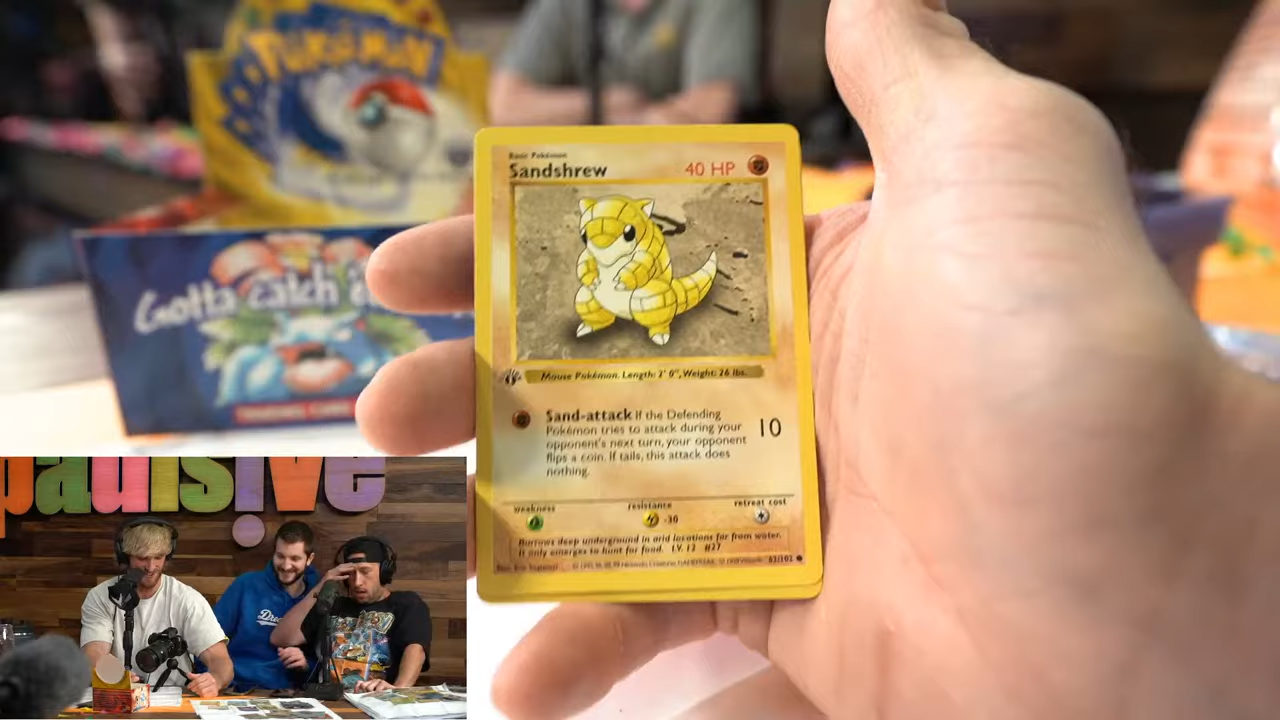 POKéMON
Gotta catch
Basic Pokémon
Sandshrew 40 HP
Mouse Pokémon. Length: 2' 0", Weight: 26 lbs.
Sand-attack If the Defending
Pokémon tries to attack during your
opponent's next turn, your opponent
flips a coin. If tails, this attack does
nothing.
10
weakness resistance retreat cost
-30
Burrows deep underground in arid locations far from water.
It only emerges to hunt for food. LV. 12 #27
62/102
paulsive